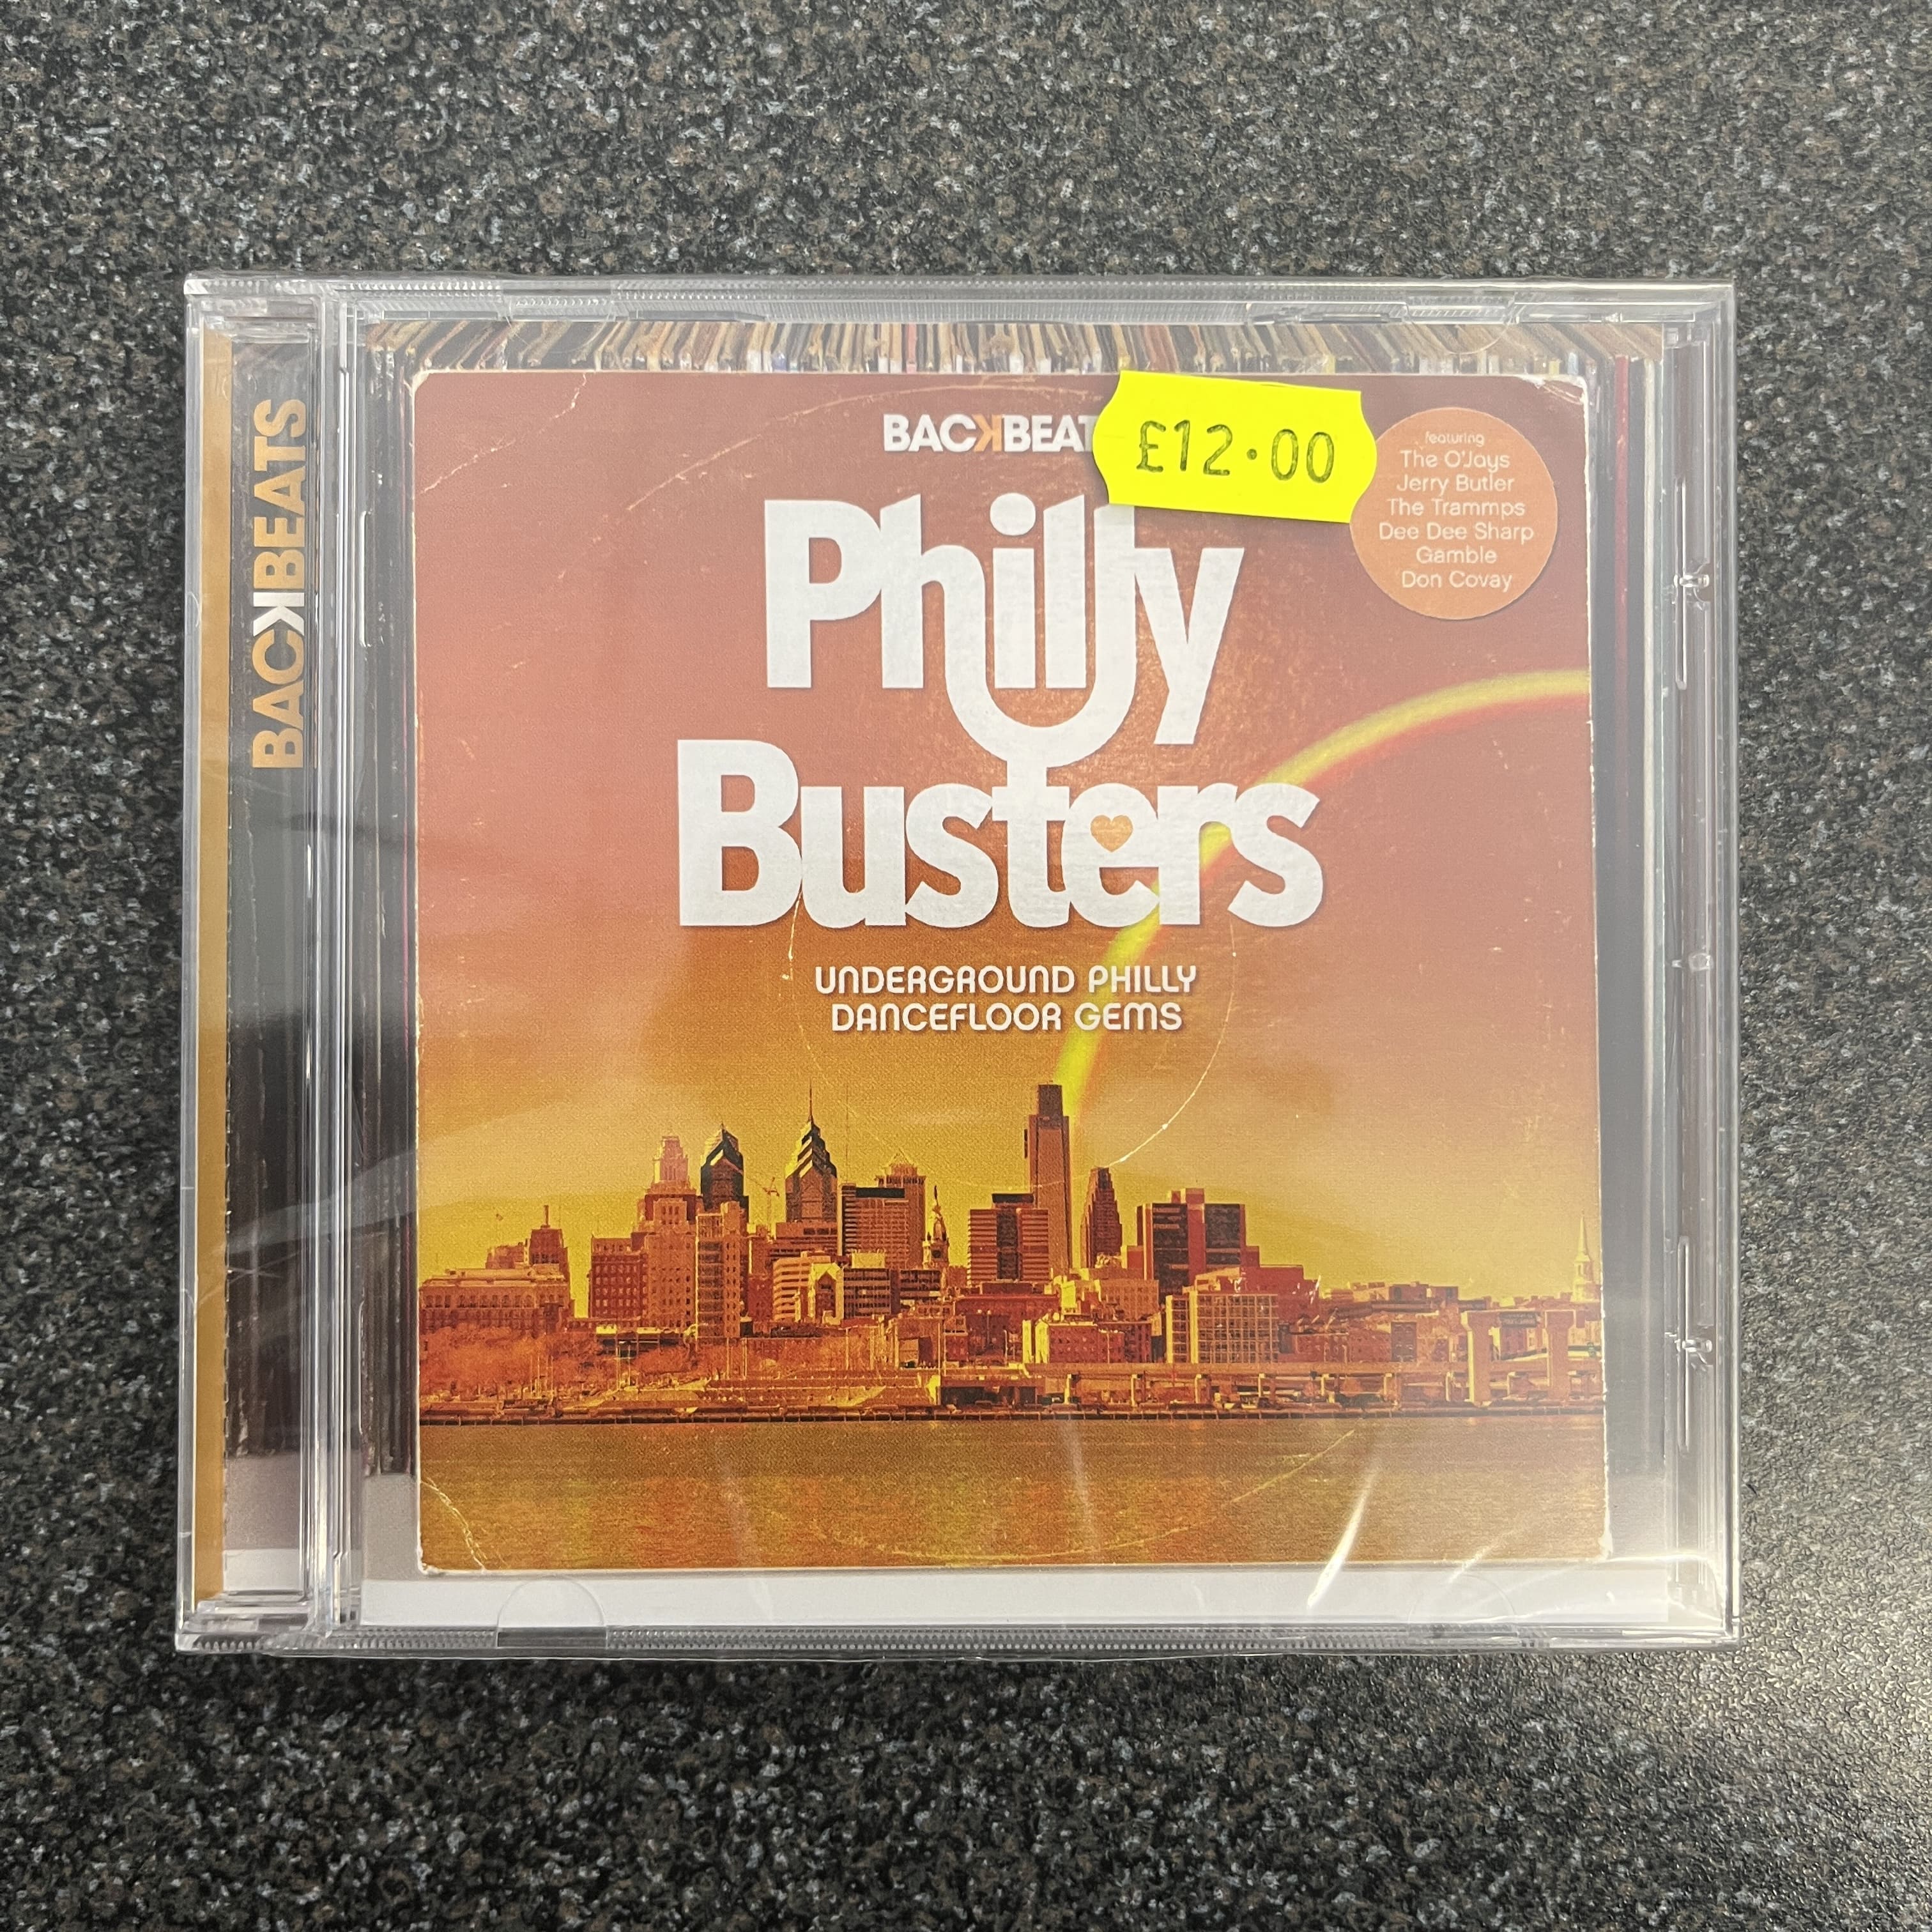 BACKBEATS
BACKBEAT
£12.00
featuring
The O'Jays
Jerry Butler
The Trammps
Dee Dee Sharp
Gamble
Don Covay
Philly
Busters
UNDERGROUND PHILLY
DANCEFLOOR GEMS